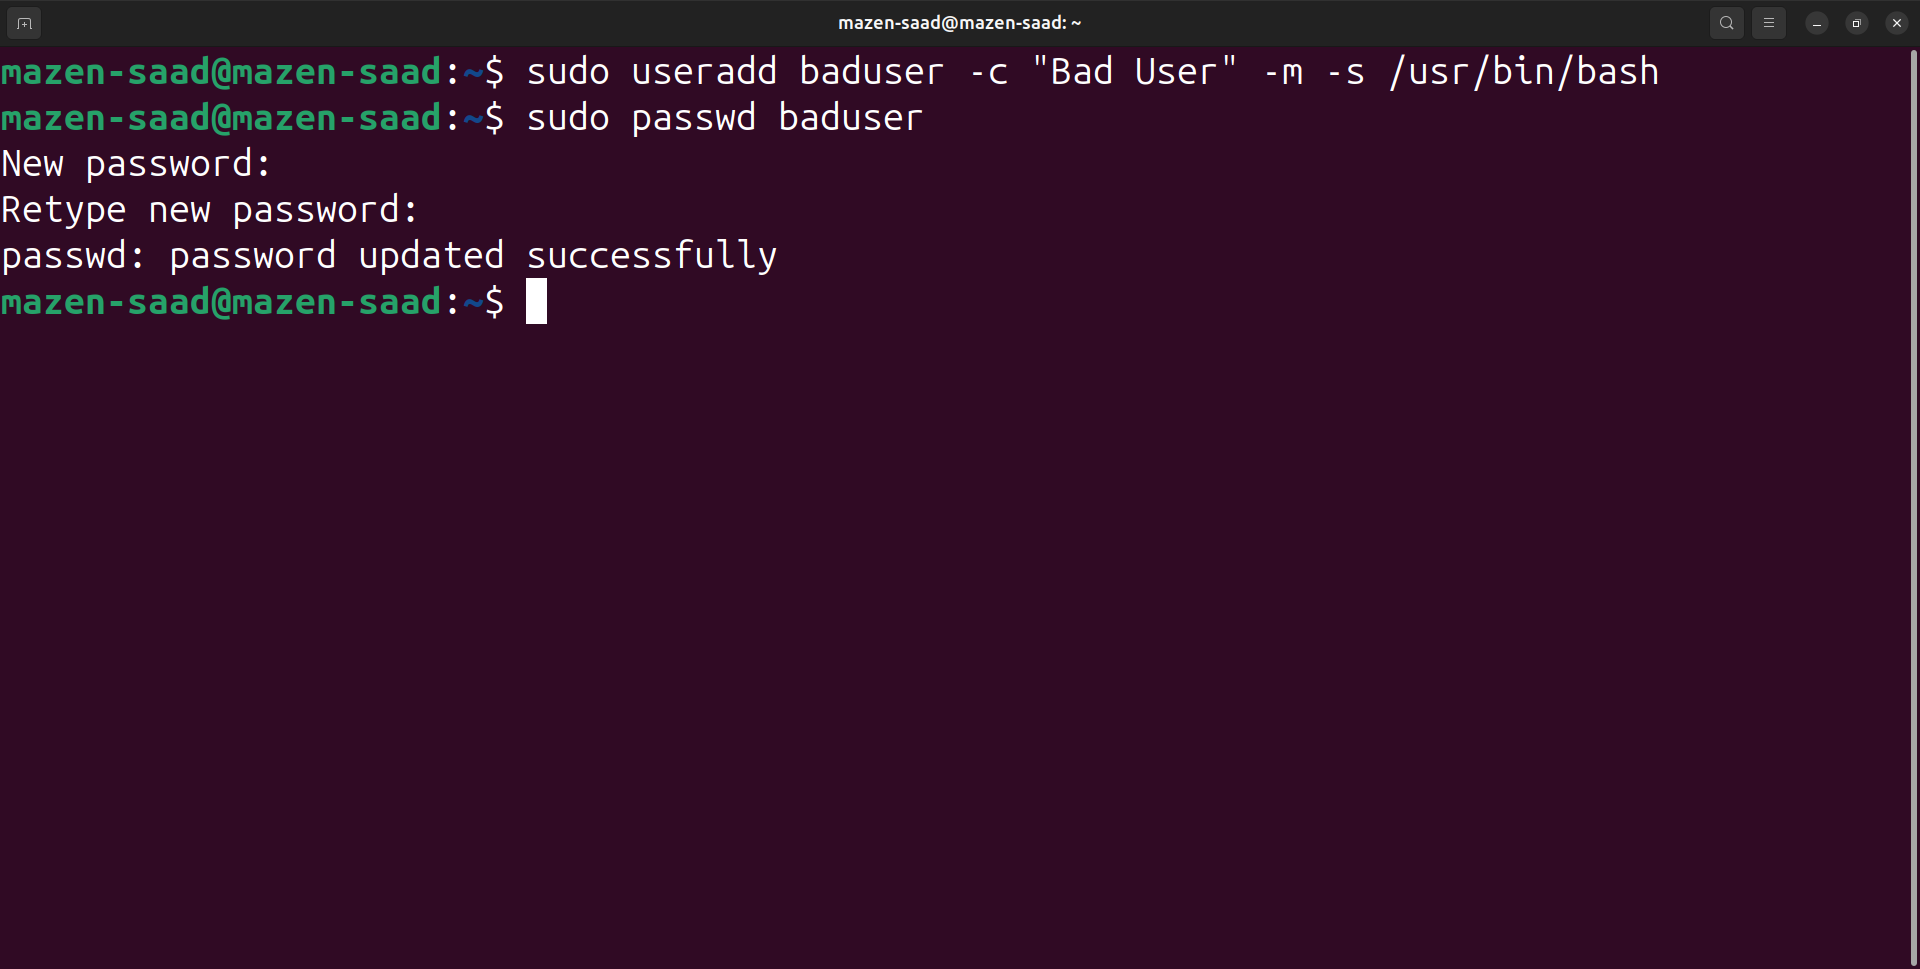 mazen-saad@mazen-saad: ~
mazen-saad@mazen-saad:~$ sudo useradd baduser -c "Bad User" -m -s /usr/bin/bash
mazen-saad@mazen-saad:~$ sudo passwd baduser
New password:
Retype new password:
passwd: password updated successfully
mazen-saad@mazen-saad:~$